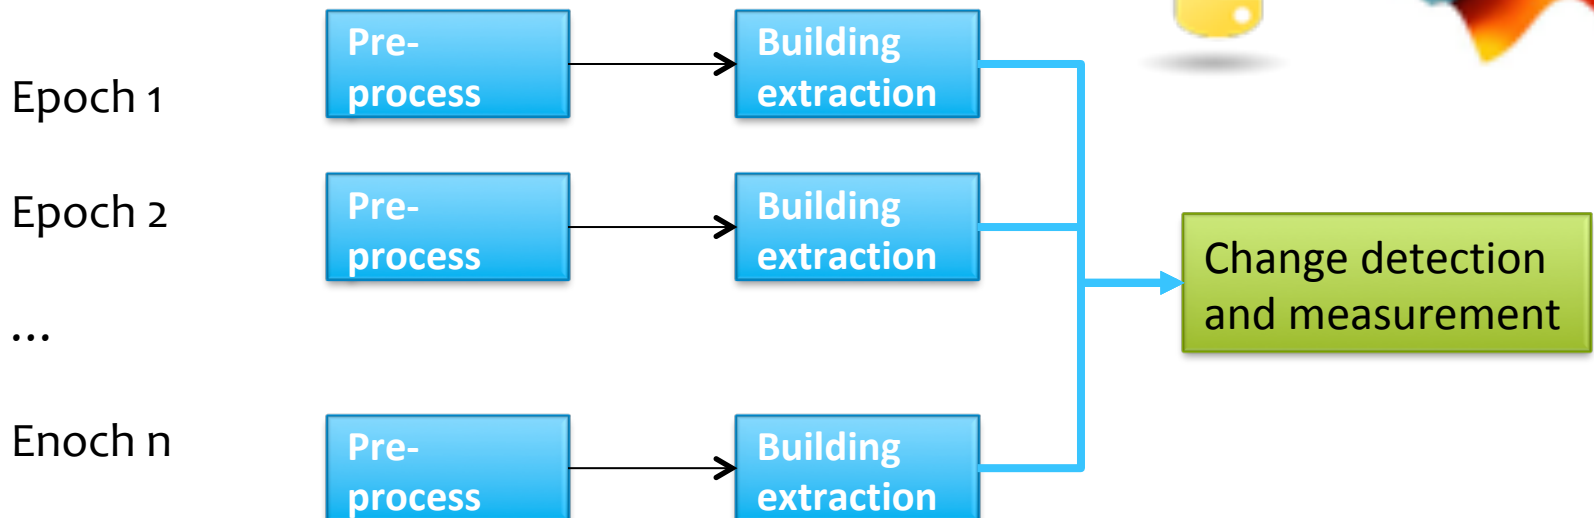 Epoch 1
Pre-
process
Building
extraction
Epoch 2
Pre-
process
Building
extraction
Change detection
and measurement
...
Enoch n
Pre-
process
Building
extraction